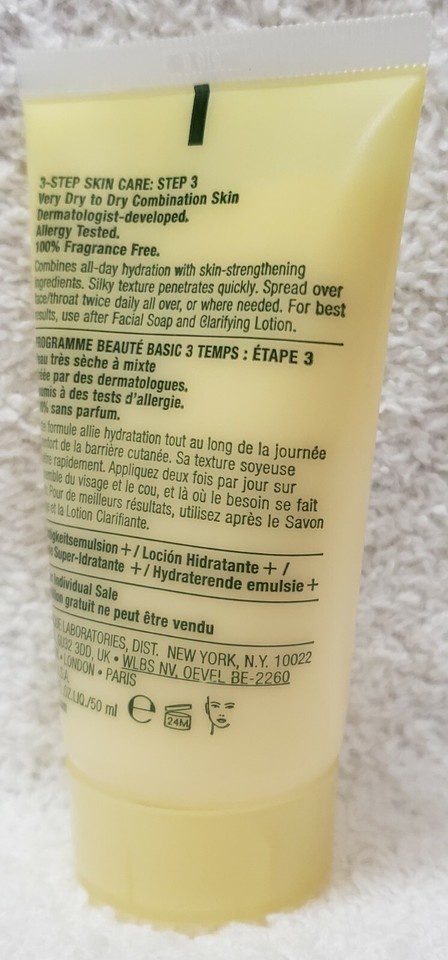 3-STEP SKIN CARE: STEP 3
Very Dry to Dry Combination Skin
Dermatologist-developed.
Allergy Tested.
100% Fragrance Free.
Combines all-day hydration with skin-strengthening
ingredients. Silky texture penetrates quickly. Spread over
face/throat twice daily all over, or where needed. For best
results, use after Facial Soap and Clarifying Lotion.
PROGRAMME BEAUTÉ BASIC 3 TEMPS : ÉTAPE 3
très sèche à mixte
par des dermatologues.
à des tests d'allergie.
sans parfum.
formule allie hydratation tout au long de la journée
de la barrière cutanée. Sa texture soyeuse
rapidement. Appliquez deux fois par jour sur
du visage et le cou, et là où le besoin se fait
Pour de meilleurs résultats, utilisez après le Savon
et la Lotion Clarifiante.
+ / Loción Hidratante + /
Super-Idratante + / Hydraterende emulsie +
Individual Sale
gratuit ne peut être vendu
LABORATORIES, DIST. NEW YORK, N.Y. 10022
3DD, UK • WLBS NV, OEVEL BE-2260
• LONDON • PARIS
OZ.LIQ./50 ml e 24M